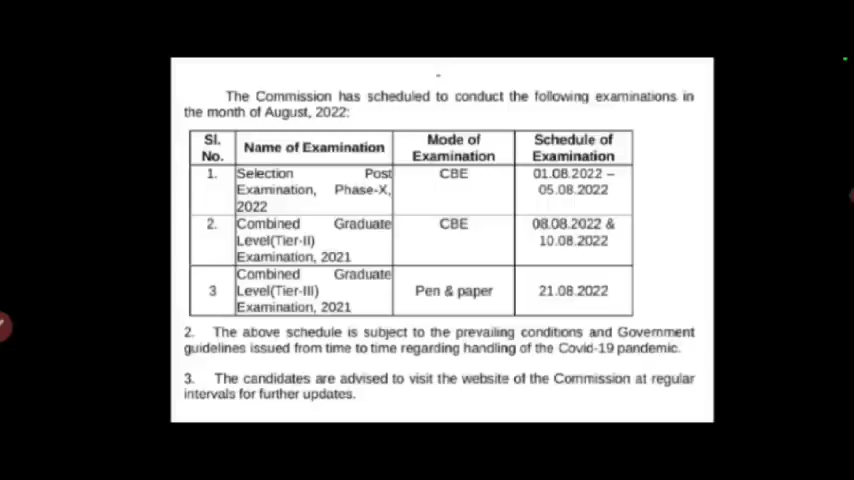 The Commission has scheduled to conduct the following examinations in
the month of August, 2022:
Sl. No. Name of Examination Mode of Examination Schedule of Examination
1. Selection Post Examination, Phase-X, 2022 CBE 01.08.2022 – 05.08.2022
2. Combined Graduate Level(Tier-II) Examination, 2021 CBE 08.08.2022 & 10.08.2022
3 Combined Graduate Level(Tier-III) Examination, 2021 Pen & paper 21.08.2022
2. The above schedule is subject to the prevailing conditions and Government
guidelines issued from time to time regarding handling of the Covid-19 pandemic.
3. The candidates are advised to visit the website of the Commission at regular
intervals for further updates.